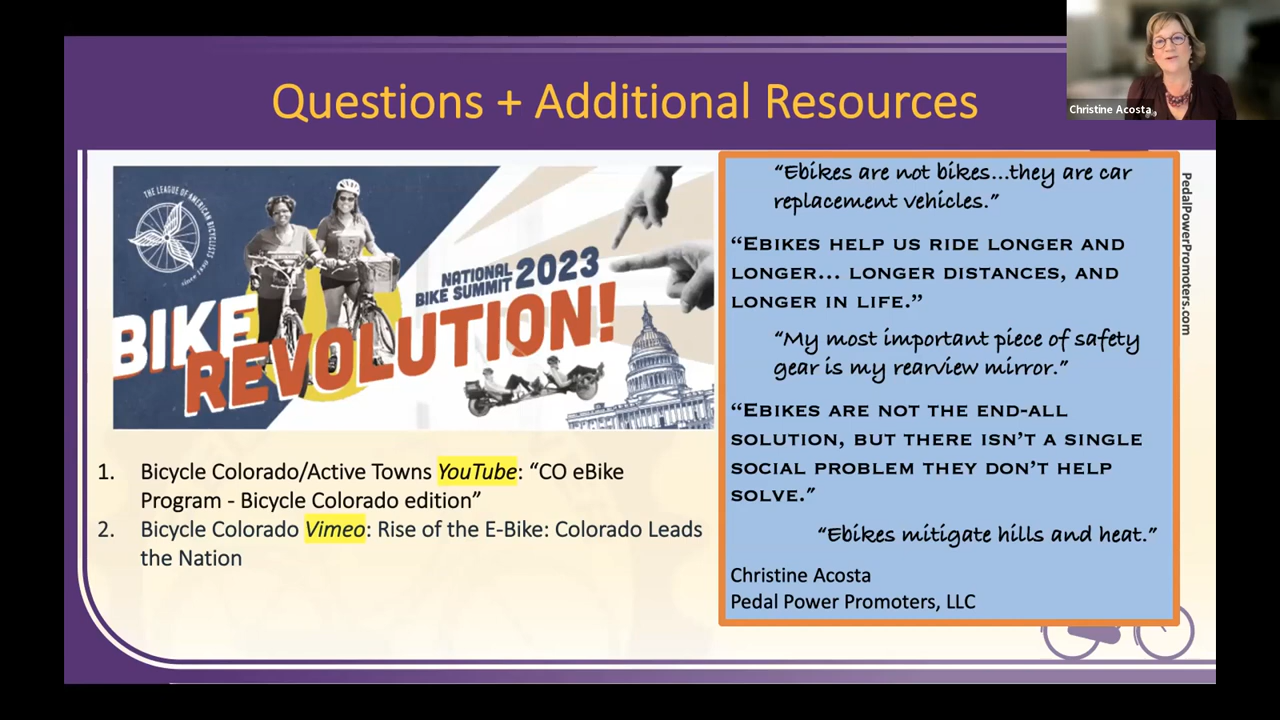 Questions + Additional Resources
Christine Acosta
THE LEAGUE OF AMERICAN BICYCLISTS
NATIONAL
BIKE SUMMIT 2023
BIKE
REVOLUTION!
1. Bicycle Colorado/Active Towns YouTube: “CO eBike
Program - Bicycle Colorado edition”
2. Bicycle Colorado Vimeo: Rise of the E-Bike: Colorado Leads
the Nation
“Ebikes are not bikes...they are car
replacement vehicles.”
“EBIKES HELP US RIDE LONGER AND
LONGER... LONGER DISTANCES, AND
LONGER IN LIFE.”
“My most important piece of safety
gear is my rearview mirror.”
“EBIKES ARE NOT THE END-ALL
SOLUTION, BUT THERE ISN’T A SINGLE
SOCIAL PROBLEM THEY DON’T HELP
SOLVE.”
“Ebikes mitigate hills and heat.”
Christine Acosta
Pedal Power Promoters, LLC
PedalPowerPromoters.com